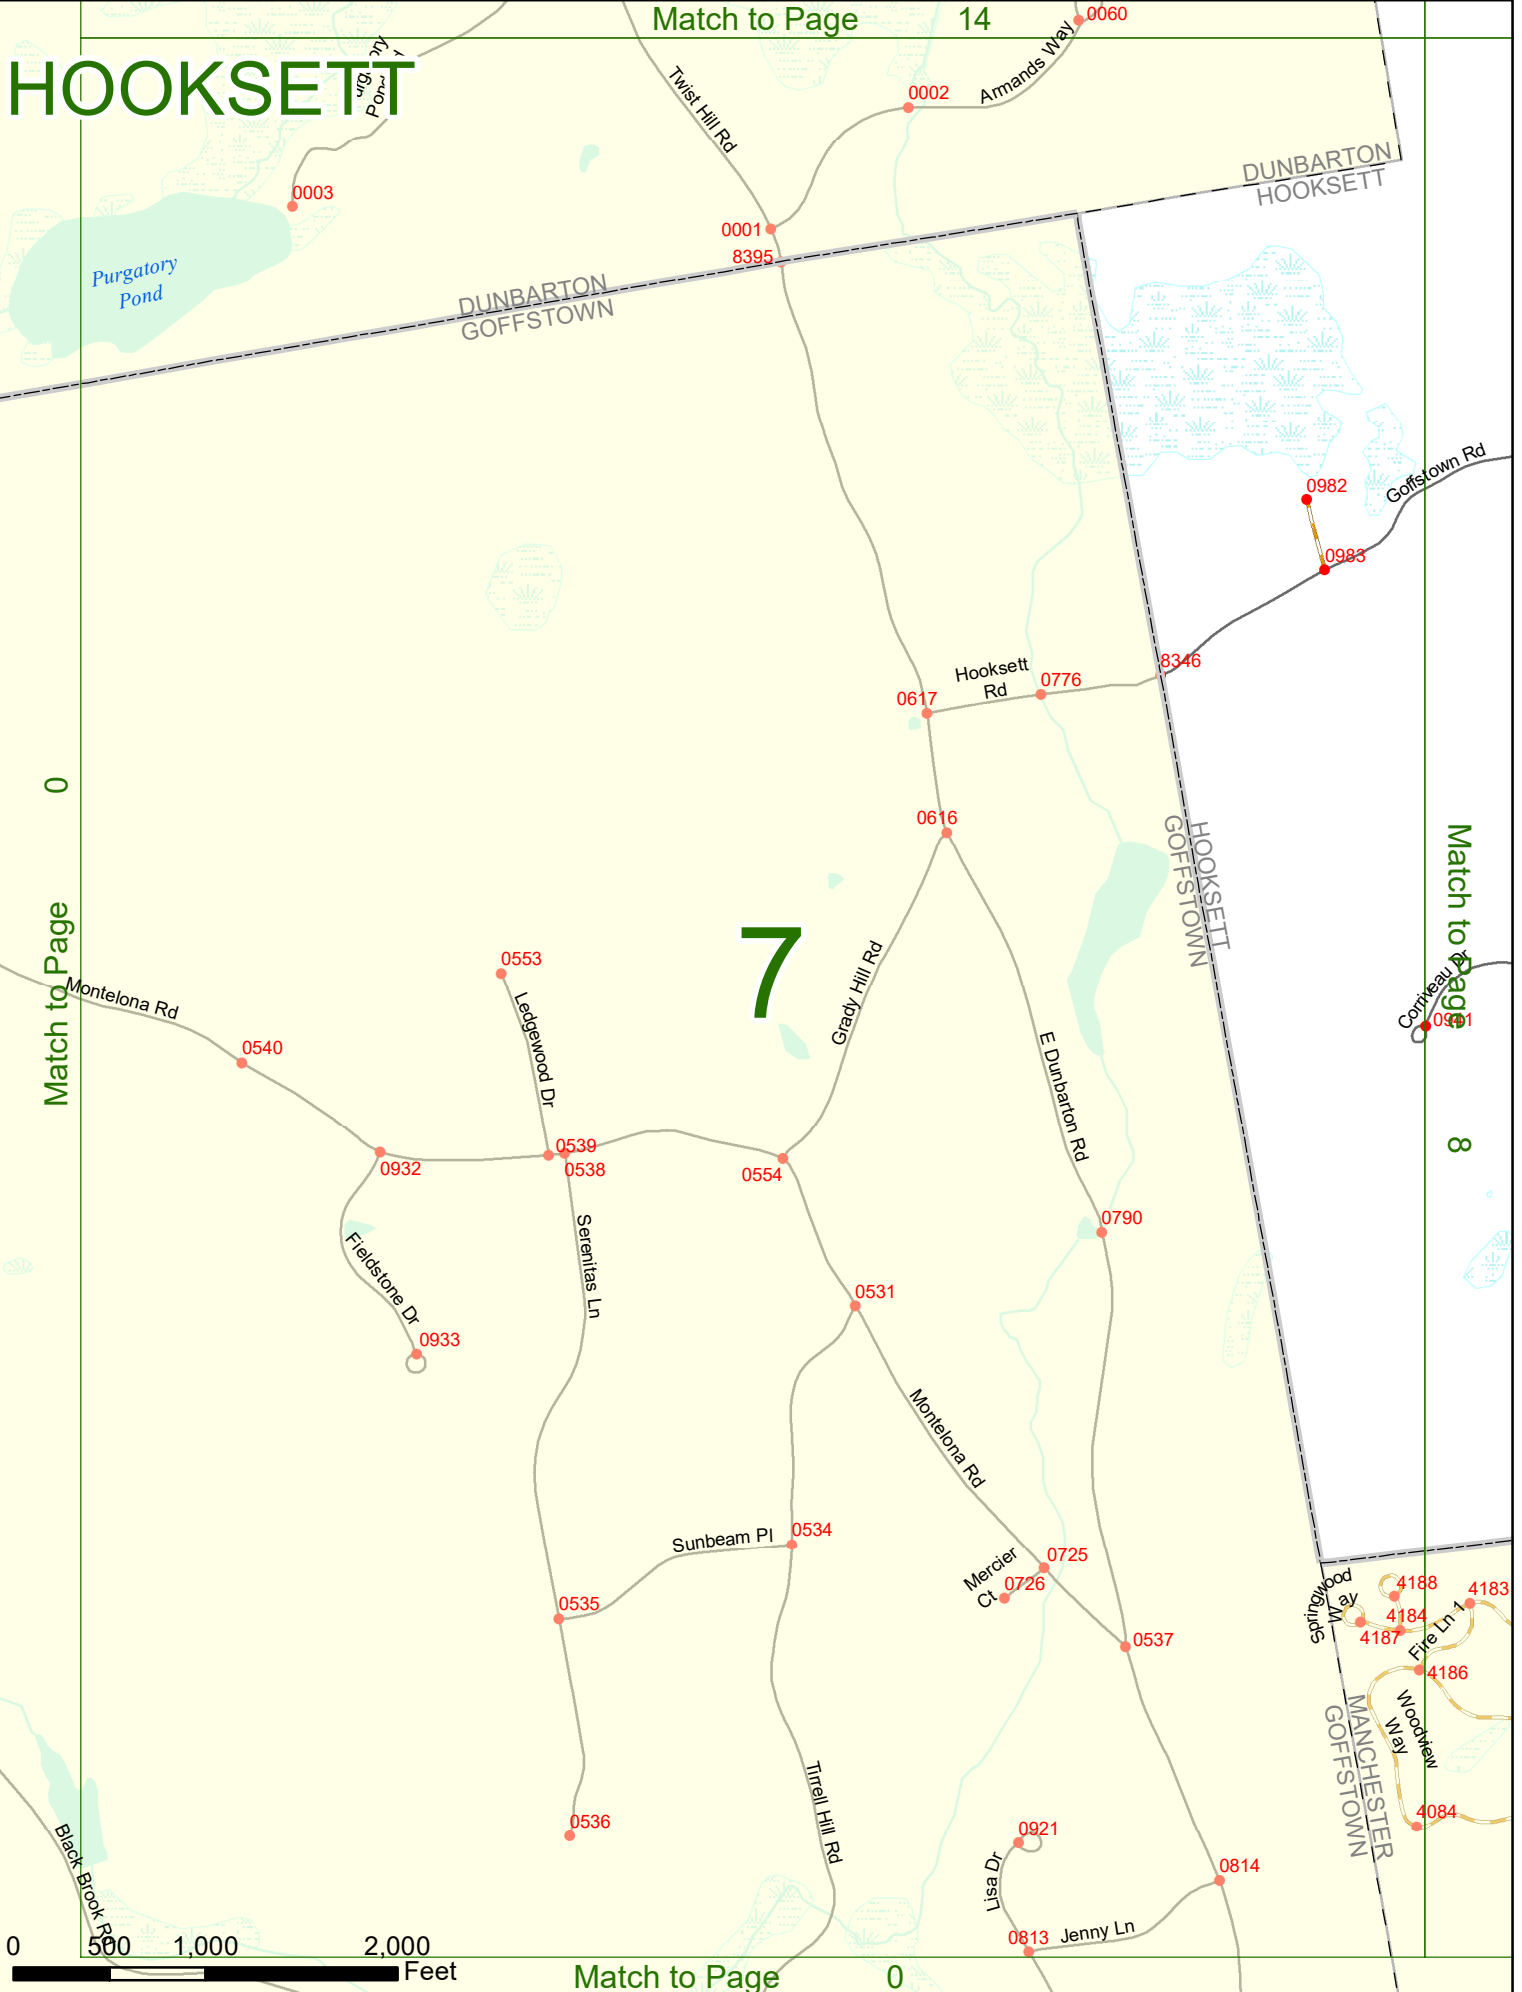 Match to Page 14
0060
HOOKSETT
Twist Hill Rd
Armands Way
0002
DUNBARTON
HOOKSETT
0003
0001
8395
Purgatory
Pond
DUNBARTON
GOFFSTOWN
Goffstown Rd
0982
0983
8346
Hooksett
Rd
0776
0617
0616
Match to Page 0
HOOKSETT
GOFFSTOWN
Match to Page 8
7
Grady Hill Rd
0553
Ledgewood Dr
Montelona Rd
Corriveau Dr
0941
0540
E Dunbarton Rd
0539
0538
0932
0554
0790
Serenitas Ln
Fieldstone Dr
0531
0933
Montelona Rd
0534
Sunbeam Pl
0725
Mercier
Ct
0726
0535
0537
Springwood
Way
4188
4183
4184
4187
Fire Ln 1
4186
Woodview
Way
MANCHESTER
GOFFSTOWN
Tirrell Hill Rd
0536
4084
0921
Black Brook Rd
Lisa Dr
0814
0813
Jenny Ln
0 500 1,000 2,000
Feet
Match to Page 0